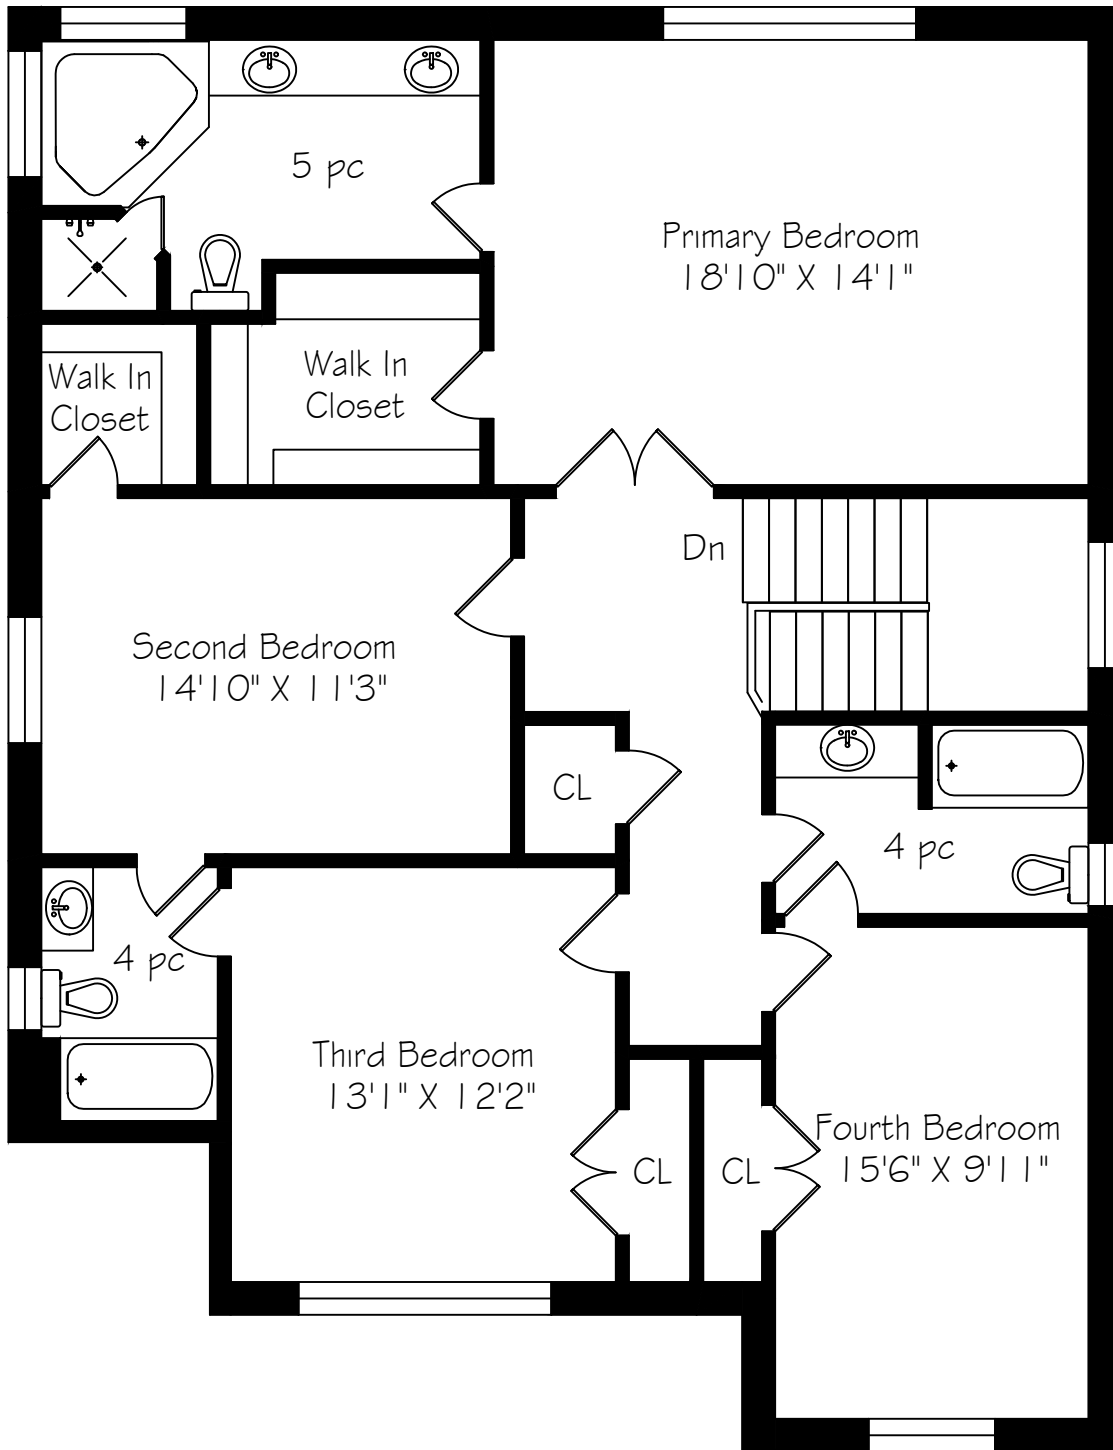 5 pc
Primary Bedroom
18'10" X 14'1"
Walk In
Closet
Walk In
Closet
Dn
Second Bedroom
14'10" X 11'3"
CL
4 pc
4 pc
Third Bedroom
13'1" X 12'2"
CL
CL
Fourth Bedroom
15'6" X 9'11"